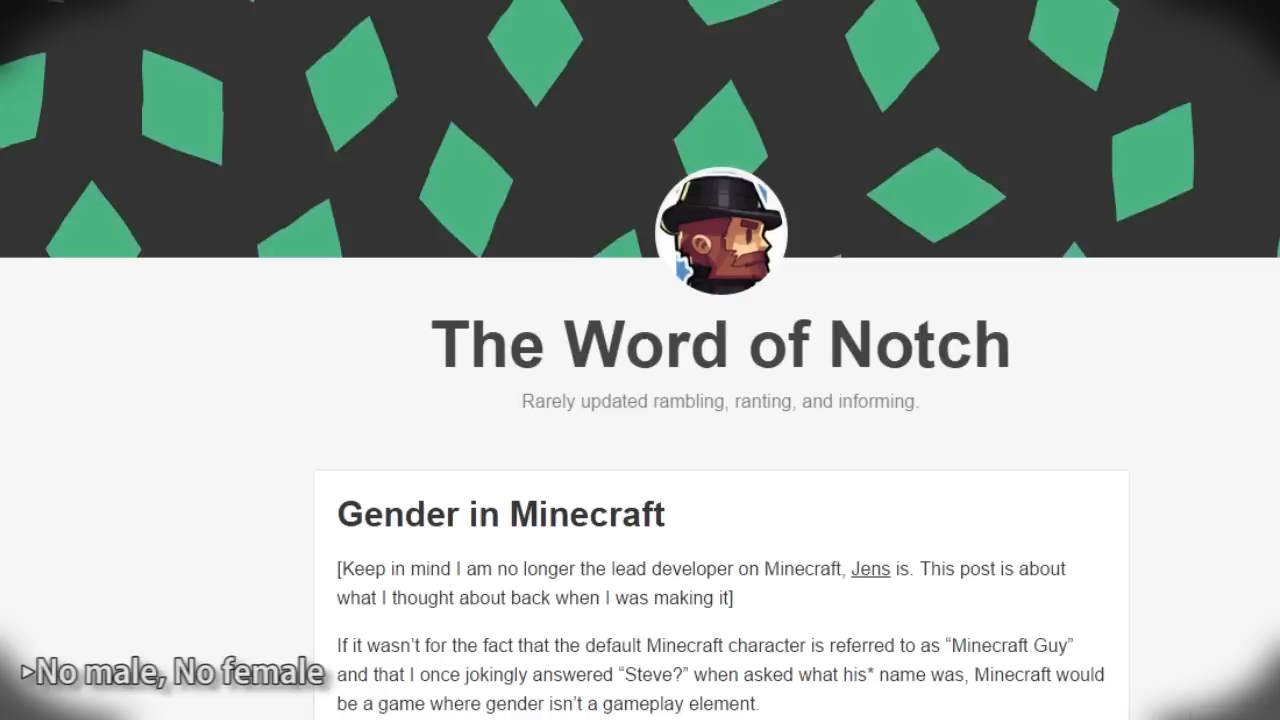 The Word of Notch
Rarely updated rambling, ranting, and informing.
Gender in Minecraft
[Keep in mind I am no longer the lead developer on Minecraft, Jens is. This post is about
what I thought about back when I was making it]
If it wasn’t for the fact that the default Minecraft character is referred to as “Minecraft Guy”
and that I once jokingly answered “Steve?” when asked what his* name was, Minecraft would
be a game where gender isn’t a gameplay element.
▸No male, No female